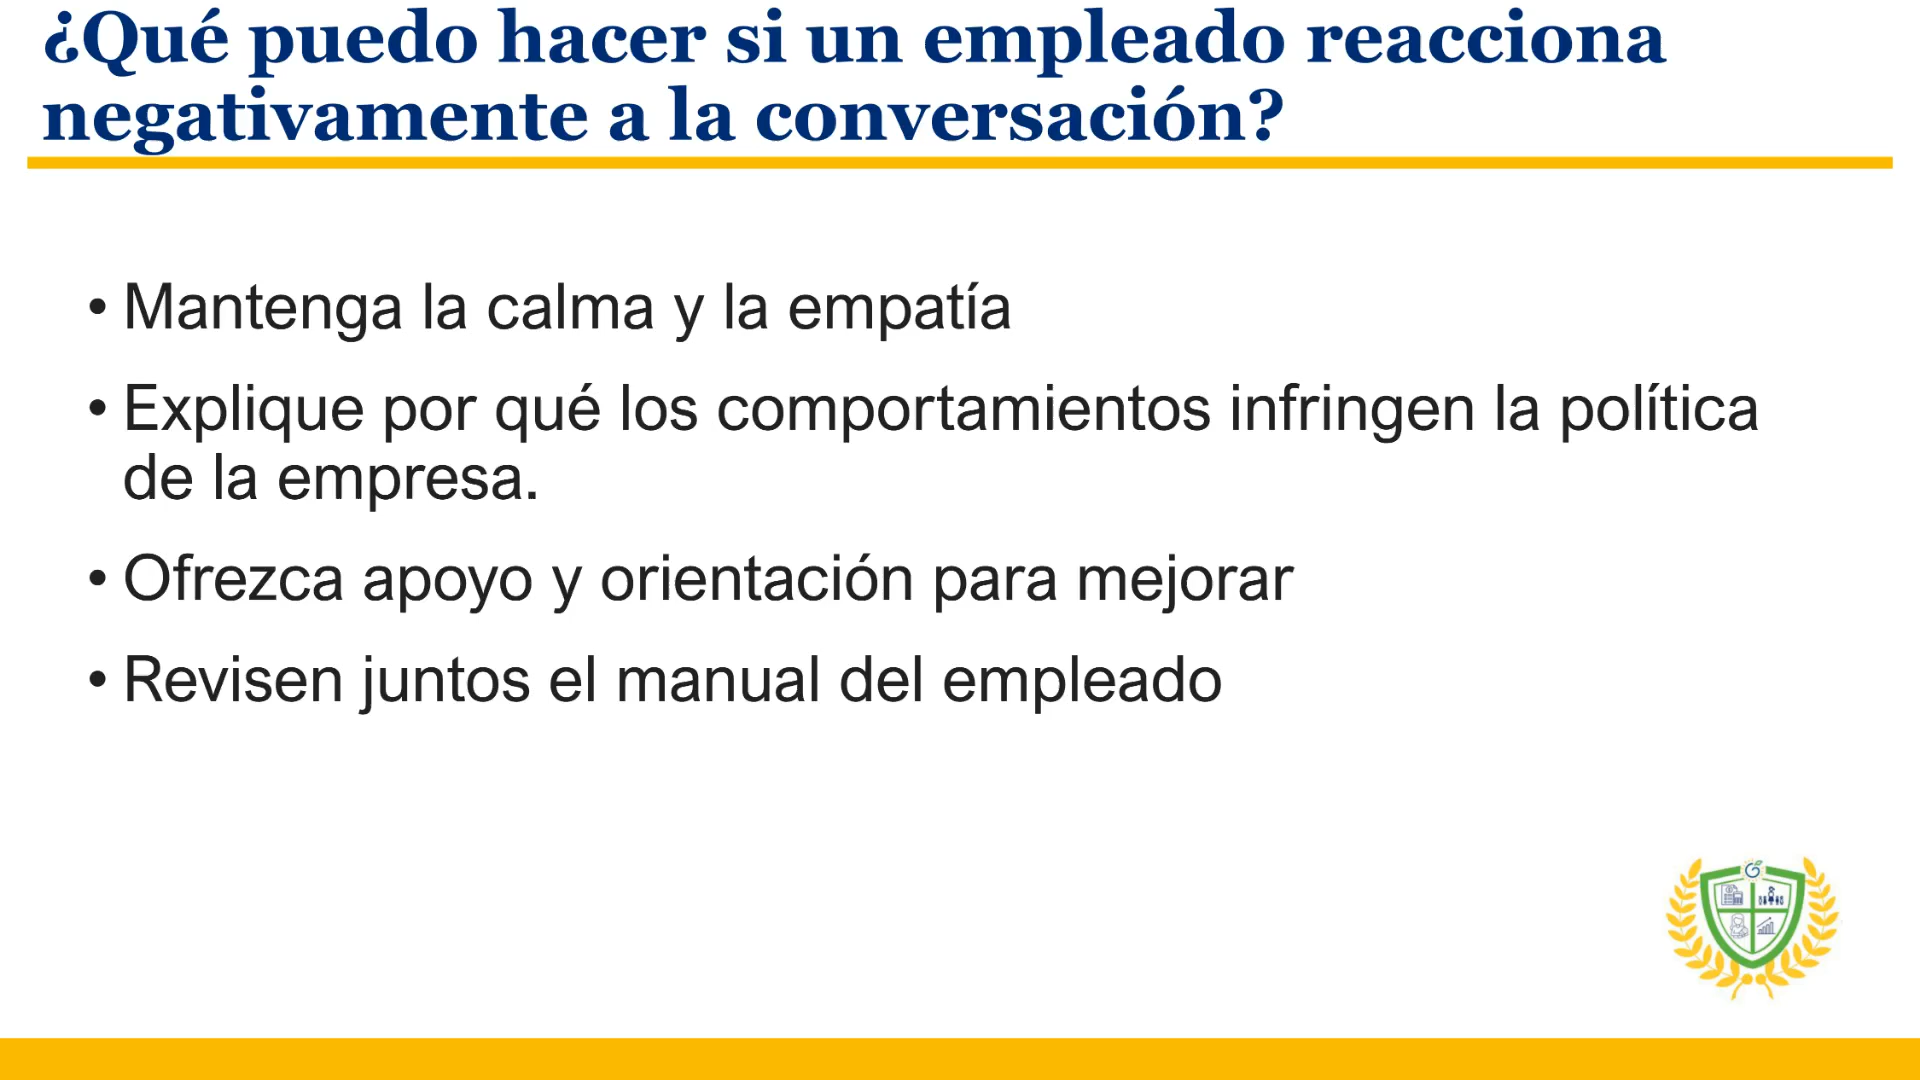 ¿Qué puedo hacer si un empleado reacciona
negativamente a la conversación?
• Mantenga la calma y la empatía
• Explique por qué los comportamientos infringen la política
de la empresa.
• Ofrezca apoyo y orientación para mejorar
• Revisen juntos el manual del empleado